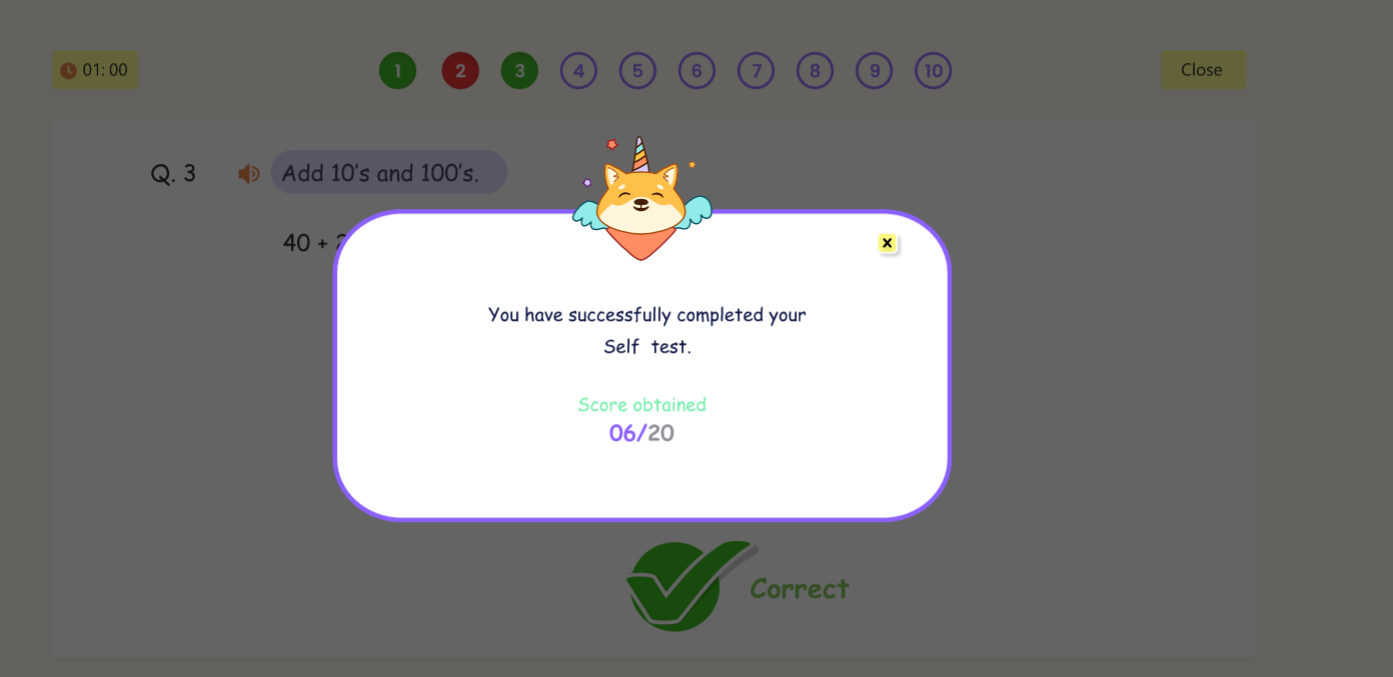 01: 00
1 2 3 4 5 6 7 8 9 10
Close
Q. 3 Add 10's and 100's.
40 +
x
You have successfully completed your
Self test.
Score obtained
06/20
Correct